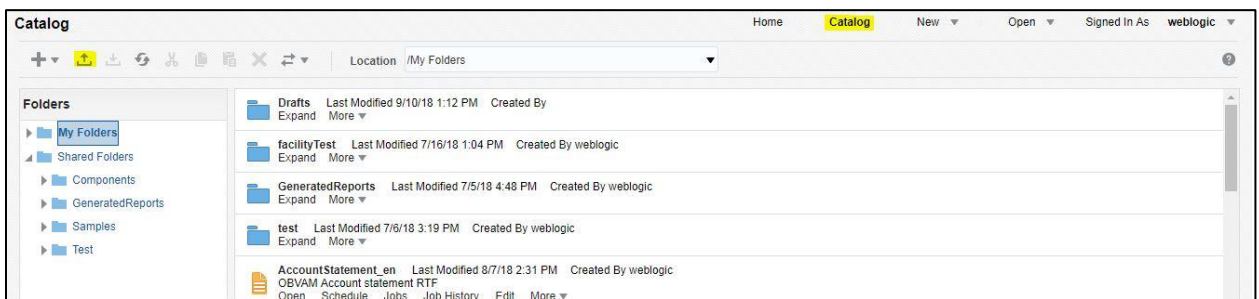 Catalog Home Catalog New Open Signed In As weblogic
Location /My Folders
Folders
My Folders
Shared Folders
Components
GeneratedReports
Samples
Test
Drafts Last Modified 9/10/18 1:12 PM Created By
Expand More
facilityTest Last Modified 7/16/18 1:04 PM Created By weblogic
Expand More
GeneratedReports Last Modified 7/5/18 4:48 PM Created By weblogic
Expand More
test Last Modified 7/6/18 3:19 PM Created By weblogic
Expand More
AccountStatement_en Last Modified 8/7/18 2:31 PM Created By weblogic
OBVAM Account statement RTF
Open Schedule Jobs Job History Edit More